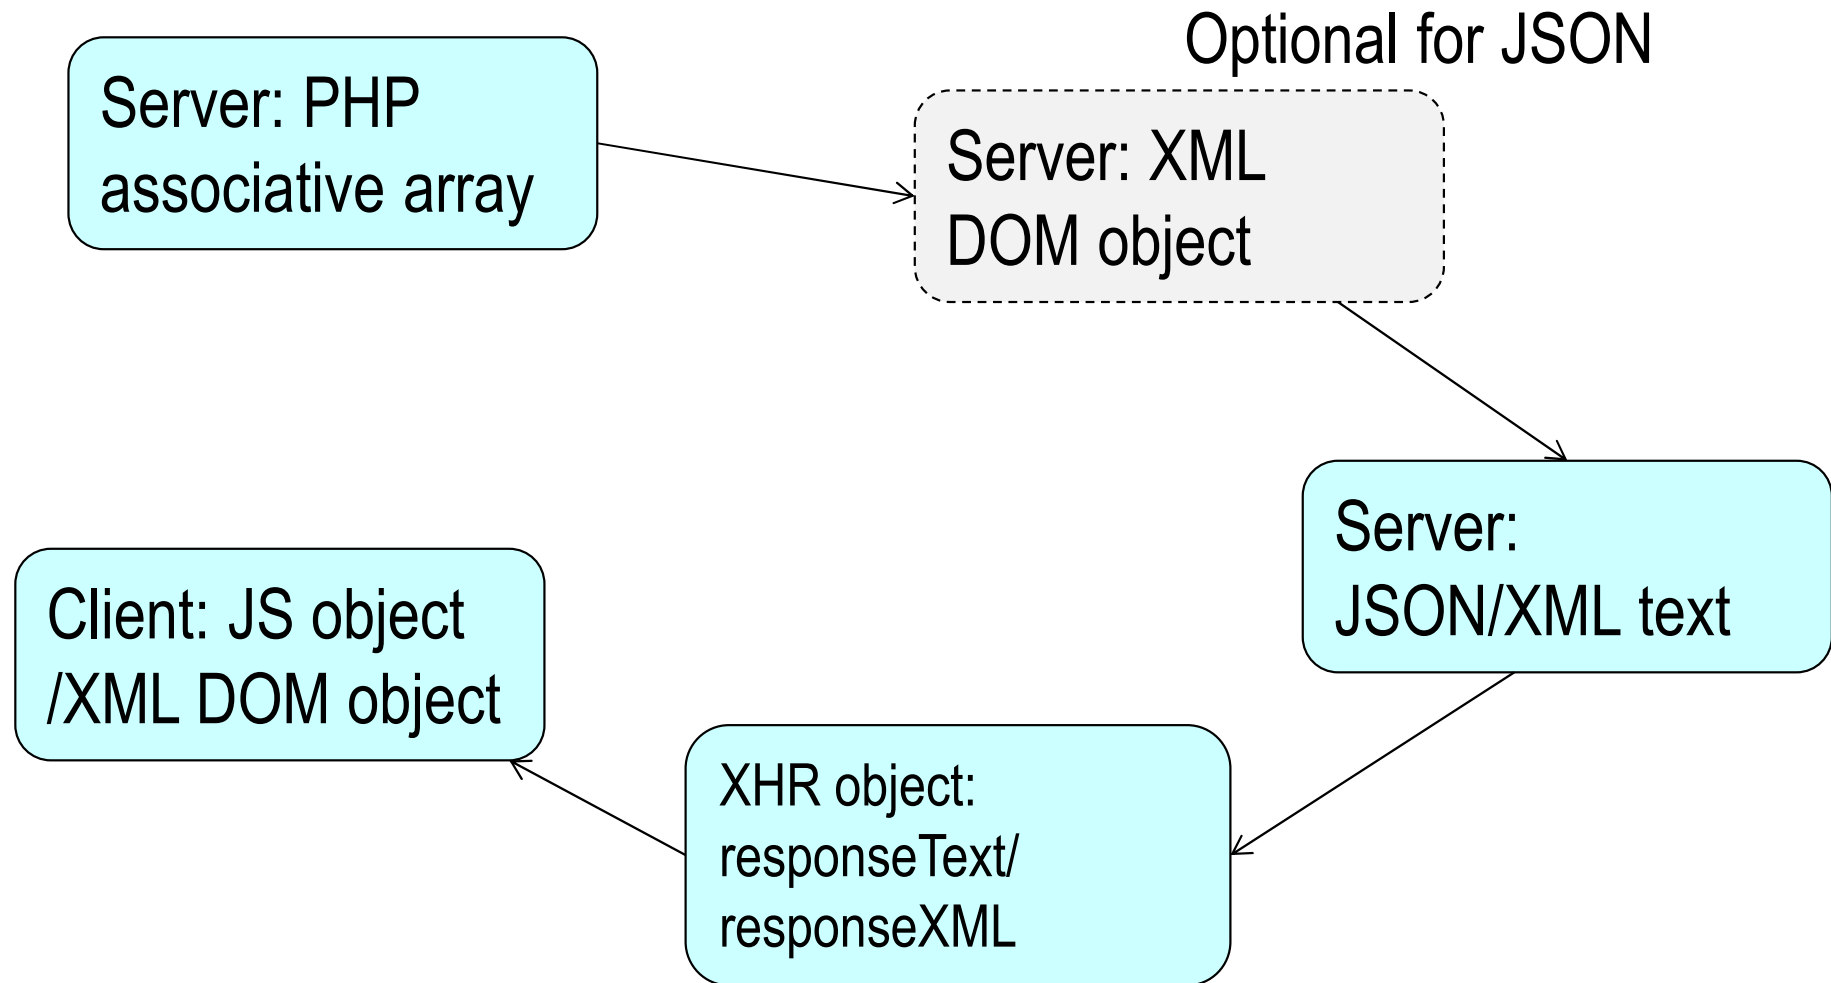 Optional for JSON
Server: PHP
associative array
Server: XML
DOM object
Server:
JSON/XML text
XHR object:
responseText/
responseXML
Client: JS object
/XML DOM object